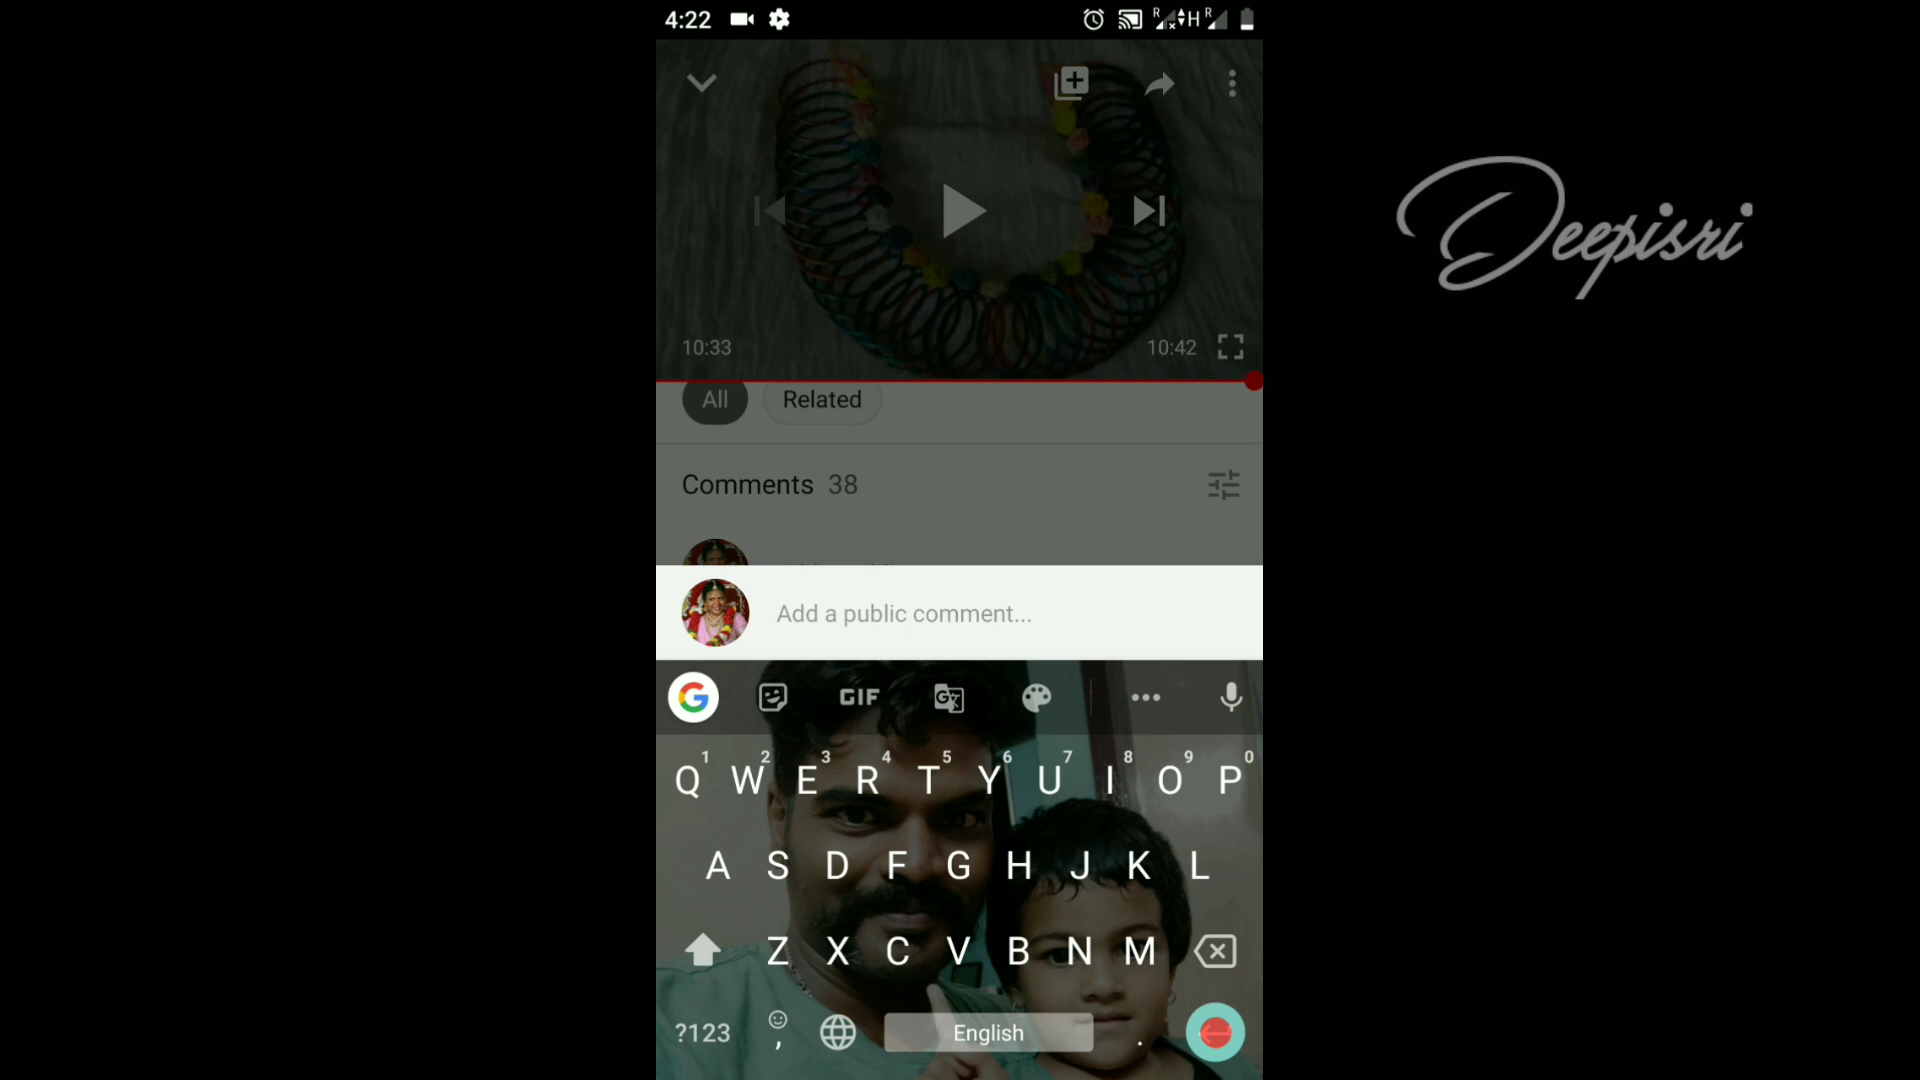 4:22
R
H
R
Deepisri
10:33
10:42
All
Related
Comments 38
Add a public comment...
G
GIF
G
1 2 3 4 5 6 7 8 9 0
Q W E R T Y U I O P
A S D F G H J K L
Z X C V B N M
?123
,
English
.